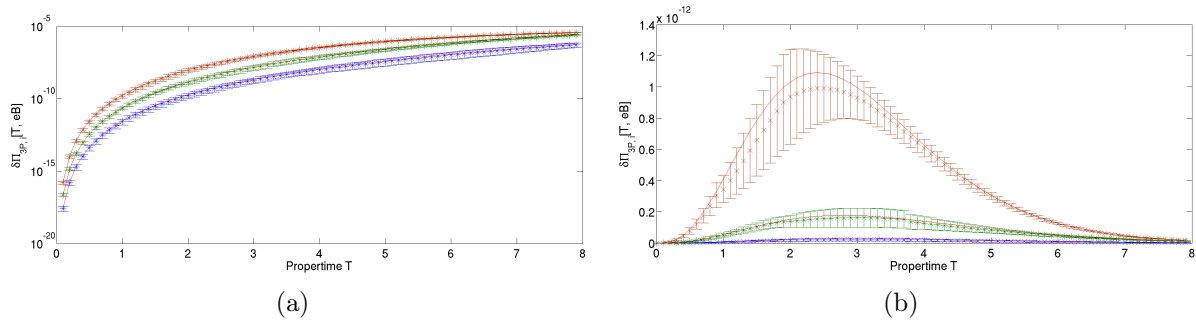 10^-5
10^-10
10^-15
10^-20
δΠ_3P, i[T, eB]
0 1 2 3 4 5 6 7 8
Propertime T
(a)
x 10^-12
1.4
1.2
1
0.8
0.6
0.4
0.2
0
δΠ_3P, i[T, eB]
0 1 2 3 4 5 6 7 8
Propertime T
(b)